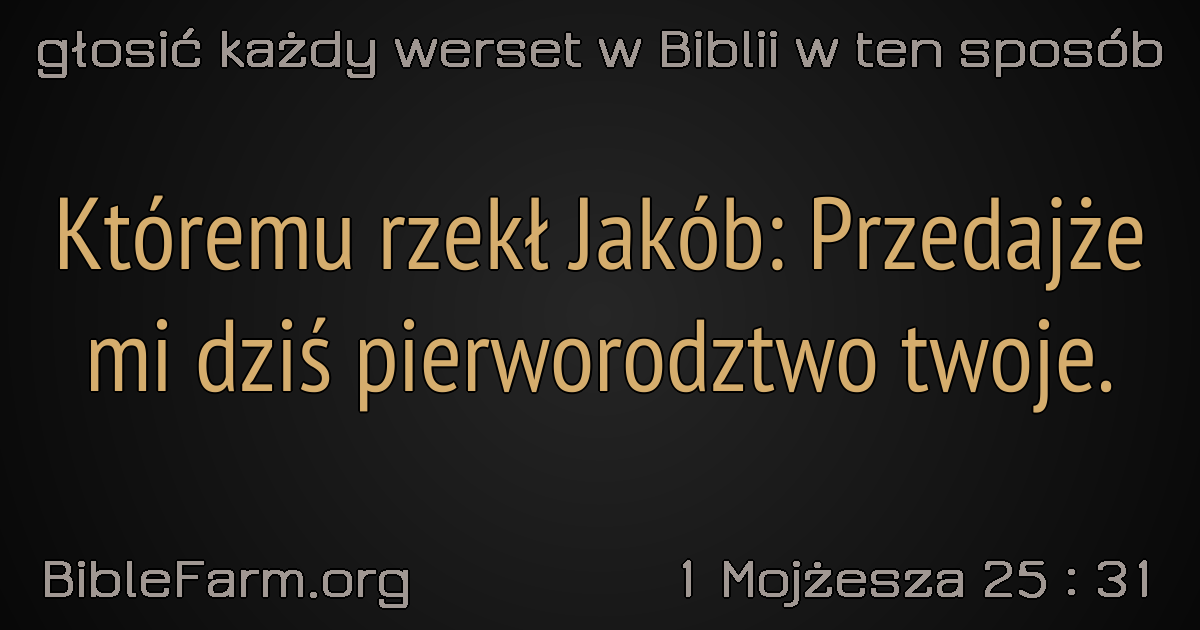 głosić każdy werset w Biblii w ten sposób
Któremu rzekł Jakób: Przedajże
mi dziś pierworodztwo twoje.
BibleFarm.org
1 Mojżesza 25 : 31